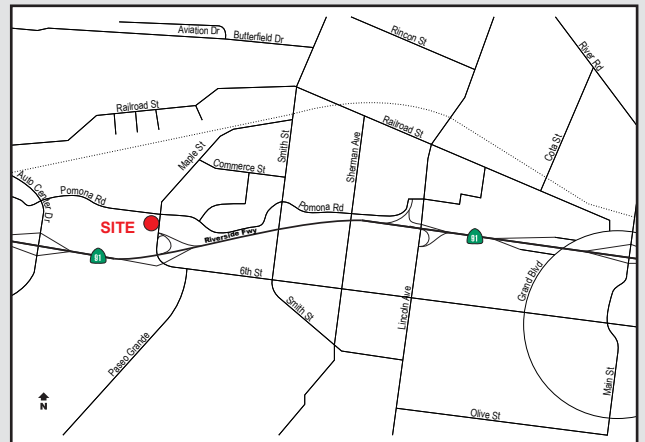 Aviation Dr
Butterfield Dr
Rincon St
River Rd
Railroad St
Railroad St
Smith St
Sherman Ave
Cota St
Maple St
Commerce St
Auto Center Dr
Pomona Rd
Pomona Rd
SITE
Riverside Fwy
91
91
6th St
Grand Blvd
Smith St
Lincoln Ave
Paseo Grande
Main St
N
Olive St